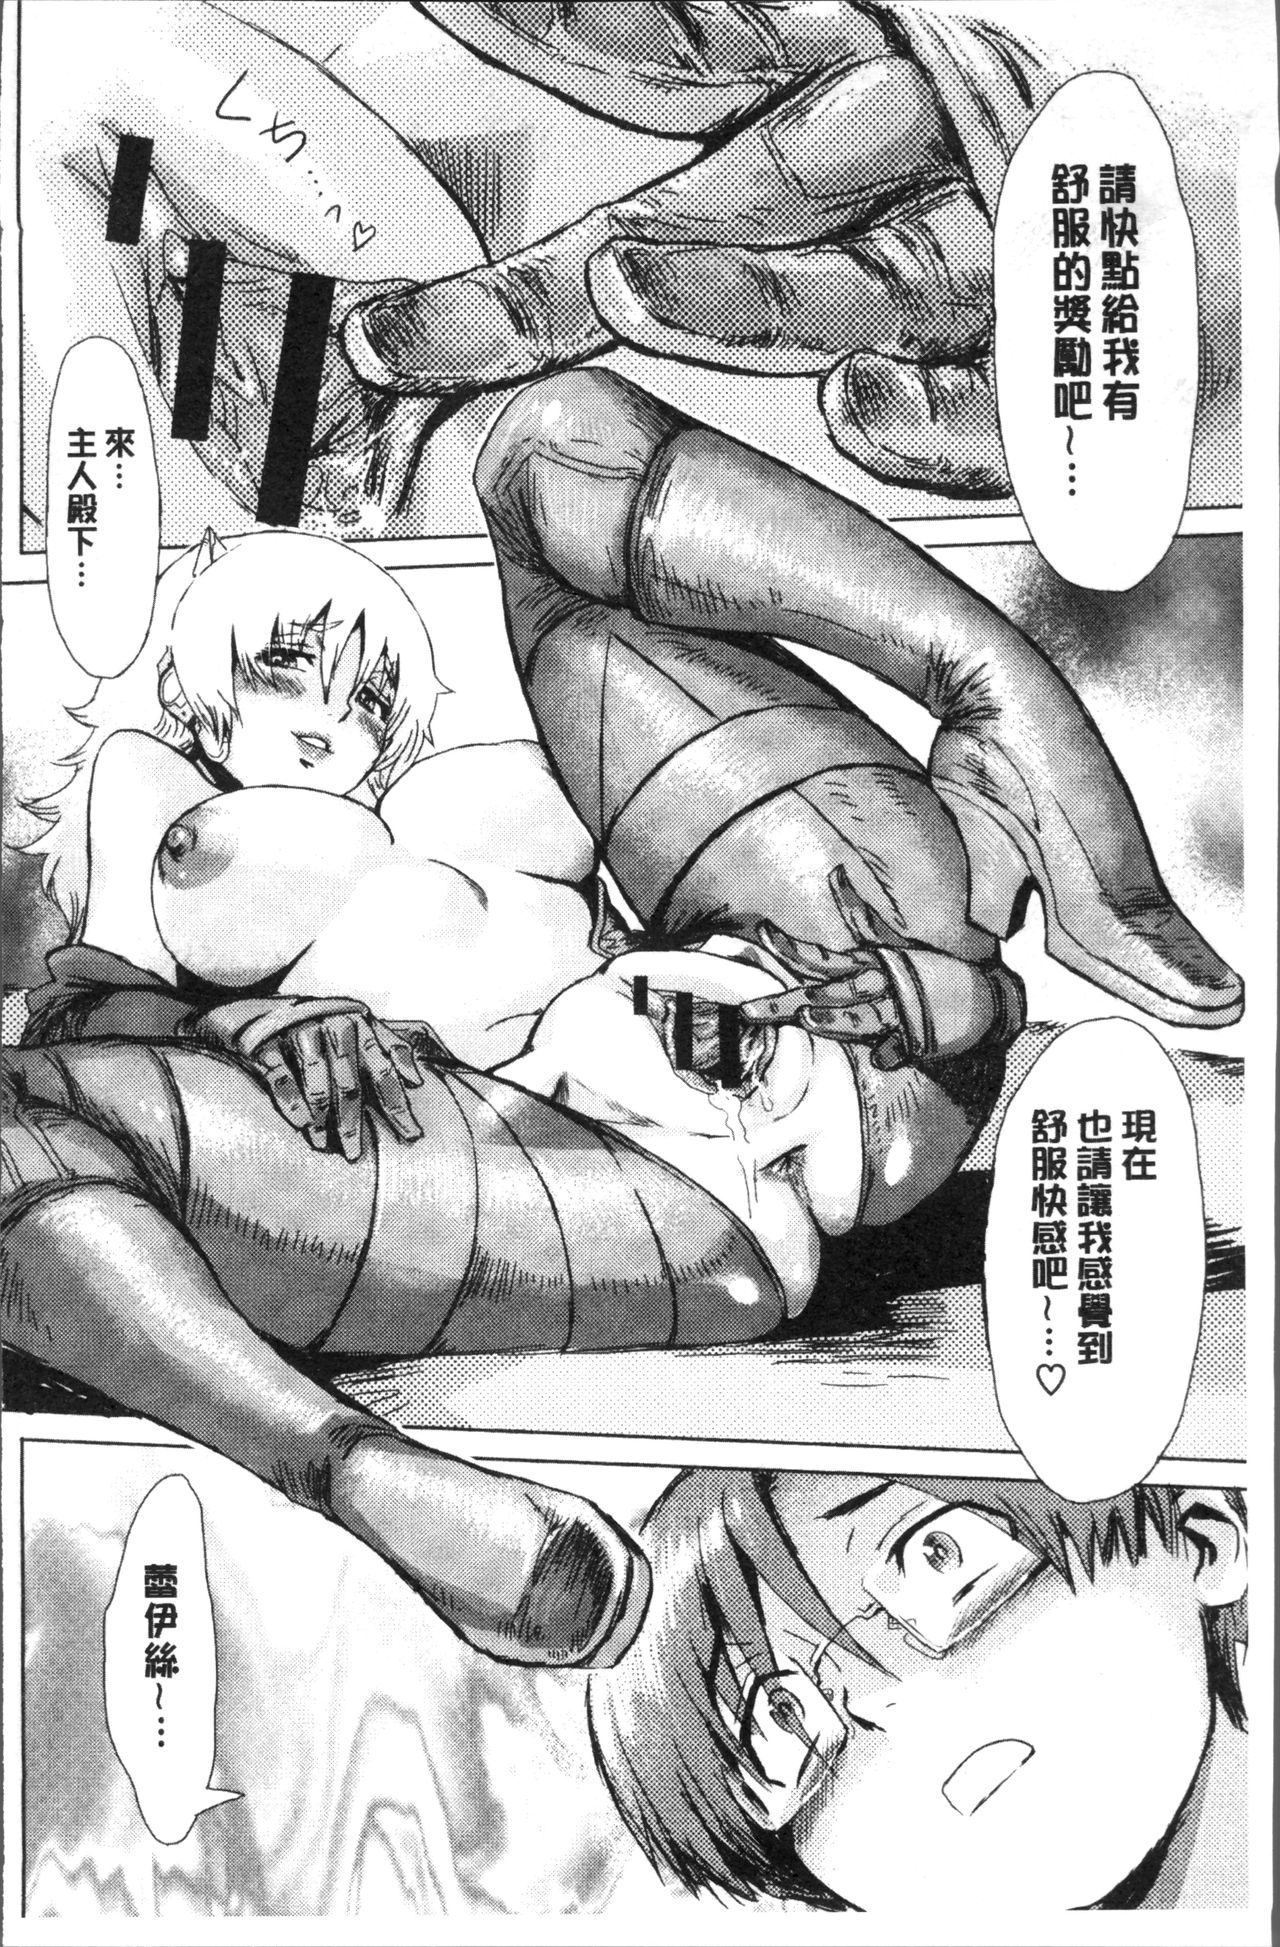 請快點給我有
舒服的獎勵吧～…
くちゅ…♡
來…
主人殿下…
現在
也請讓我感覺到
舒服快感吧～…♡
蕾伊絲～…